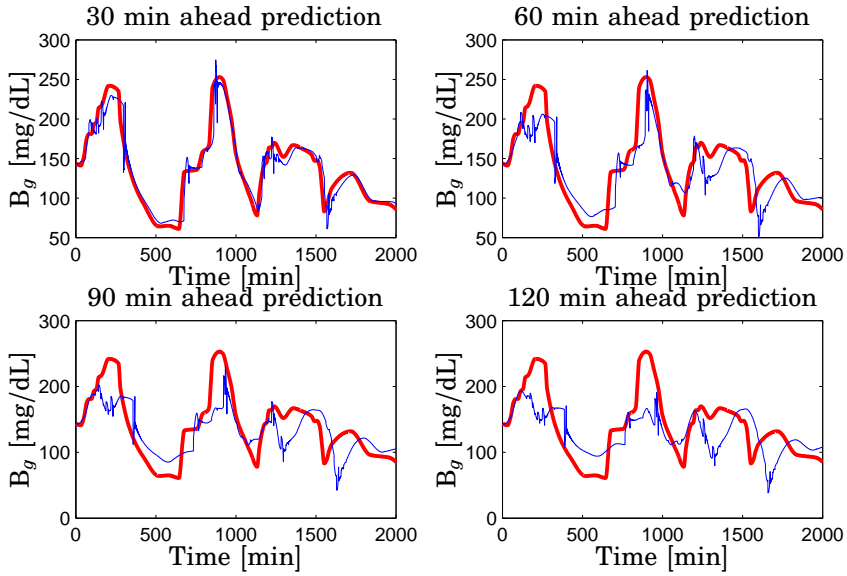 30 min ahead prediction
B_g [mg/dL]
300
250
200
150
100
50
0 500 1000 1500 2000
Time [min]
60 min ahead prediction
B_g [mg/dL]
300
250
200
150
100
50
0 500 1000 1500 2000
Time [min]
90 min ahead prediction
B_g [mg/dL]
300
200
100
0
0 500 1000 1500 2000
Time [min]
120 min ahead prediction
B_g [mg/dL]
300
200
100
0
0 500 1000 1500 2000
Time [min]